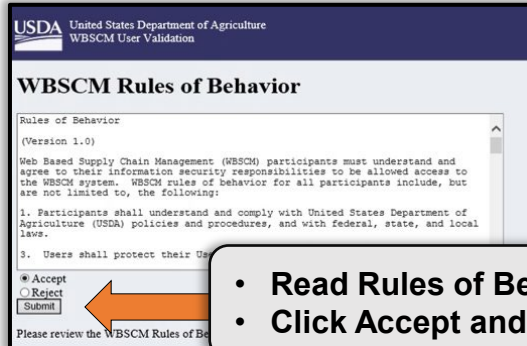 USDA United States Department of Agriculture
WBSCM User Validation
WBSCM Rules of Behavior
Rules of Behavior
(Version 1.0)
Web Based Supply Chain Management (WBSCM) participants must understand and
agree to their information security responsibilities to be allowed access to
the WBSCM system. WBSCM rules of behavior for all participants include, but
are not limited to, the following:
1. Participants shall understand and comply with United States Department of
Agriculture (USDA) policies and procedures, and with federal, state, and local
laws.
3. Users shall protect their
Accept
Reject
Submit
• Read Rules of
• Click Accept and
Please review the WBSCM Rules of